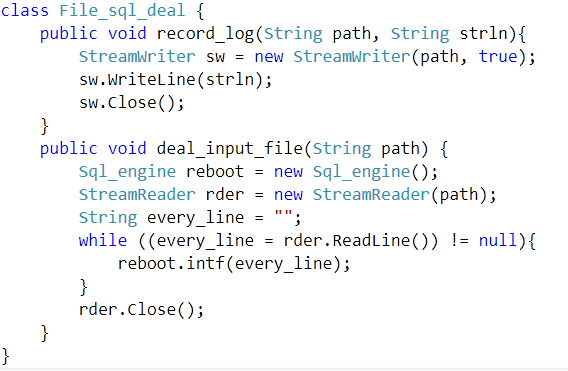 class File_sql_deal {
    public void record_log(String path, String strln){
        StreamWriter sw = new StreamWriter(path, true);
        sw.WriteLine(strln);
        sw.Close();
    }
    public void deal_input_file(String path) {
        Sql_engine reboot = new Sql_engine();
        StreamReader rder = new StreamReader(path);
        String every_line = "";
        while ((every_line = rder.ReadLine()) != null){
            reboot.intf(every_line);
        }
        rder.Close();
    }
}